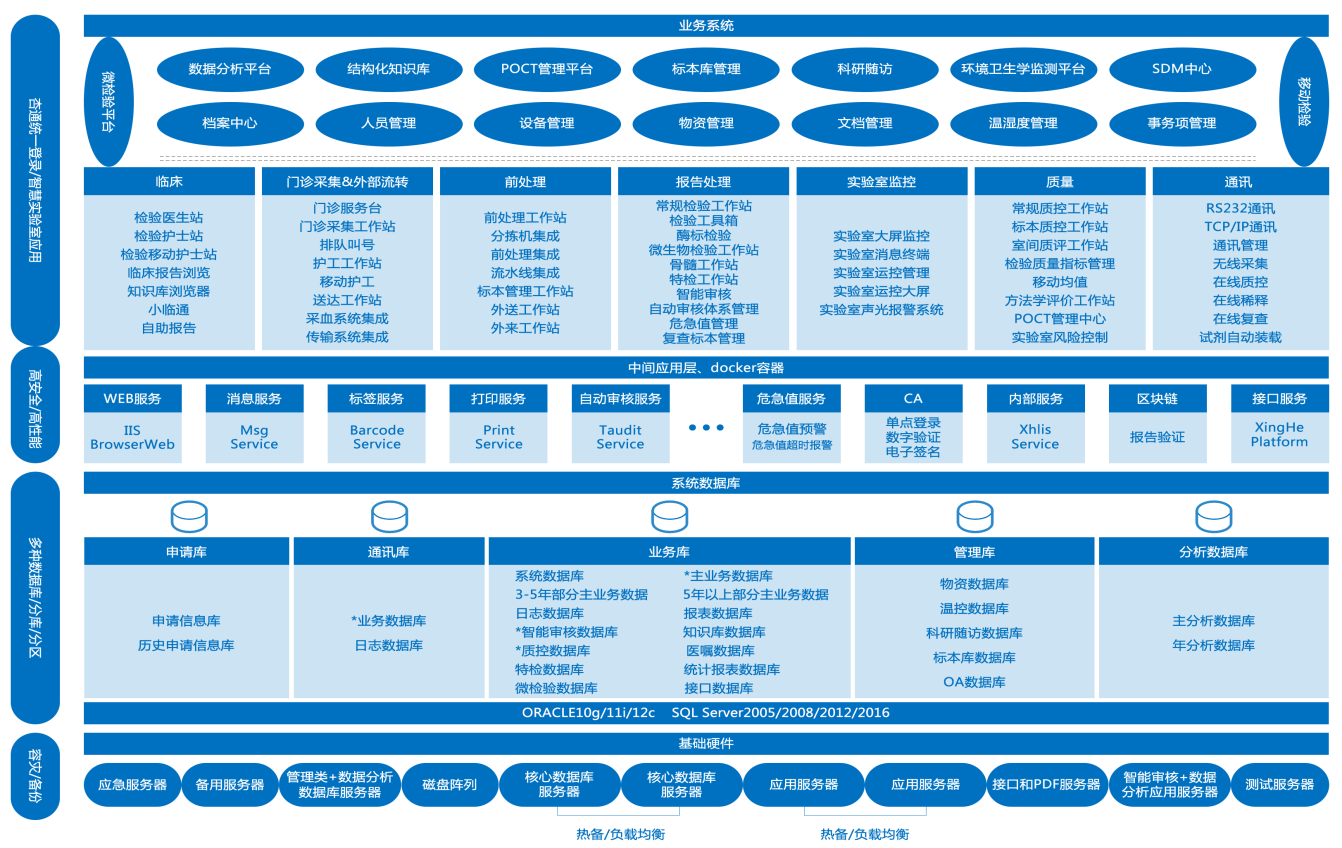 业务系统
杏通统一登录/智慧实验室应用
微检验平台
数据分析平台
结构化知识库
POCT管理平台
标本库管理
科研随访
环境卫生学监测平台
SDM中心
移动检验
档案中心
人员管理
设备管理
物资管理
文档管理
温湿度管理
事务项管理
临床
检验医生站
检验护士站
检验移动护士站
临床报告浏览
知识库浏览器
小临通
自助报告
门诊采集&外部流转
门诊服务台
门诊采集工作站
排队叫号
护工工作站
移动护工
送达工作站
采血系统集成
传输系统集成
前处理
前处理工作站
分拣机集成
前处理集成
流水线集成
标本管理工作站
外送工作站
外来工作站
报告处理
常规检验工作站
检验工具箱
酶标检验
微生物检验工作站
骨髓工作站
特检工作站
智能审核
自动审核体系管理
危急值管理
复查标本管理
实验室监控
实验室大屏监控
实验室消息终端
实验室运控管理
实验室运控大屏
实验室声光报警系统
质量
常规质控工作站
标本质控工作站
室间质评工作站
检验质量指标管理
移动均值
方法学评价工作站
POCT管理中心
实验室风险控制
通讯
RS232通讯
TCP/IP通讯
通讯管理
无线采集
在线质控
在线稀释
在线复查
试剂自动装载
高安全/高性能
中间应用层、docker容器
WEB服务
IIS
BrowserWeb
消息服务
Msg
Service
标签服务
Barcode
Service
打印服务
Print
Service
自动审核服务
Taudit
Service
•••
危急值服务
危急值预警
危急值超时报警
CA
单点登录
数字验证
电子签名
内部服务
Xhlis
Service
区块链
报告验证
接口服务
XingHe
Platform
多种数据库/分库/分区
系统数据库
申请库
申请信息库
历史申请信息库
通讯库
*业务数据库
日志数据库
业务库
系统数据库
3-5年部分主业务数据
日志数据库
*智能审核数据库
*质控数据库
特检数据库
微检验数据库
*主业务数据库
5年以上部分主业务数据
报表数据库
知识库数据库
医嘱数据库
统计报表数据库
接口数据库
管理库
物资数据库
温控数据库
科研随访数据库
标本库数据库
OA数据库
分析数据库
主分析数据库
年分析数据库
ORACLE10g/11i/12c SQL Server2005/2008/2012/2016
容灾/备份
基础硬件
应急服务器
备用服务器
管理类+数据分析
数据库服务器
磁盘阵列
核心数据库
服务器
核心数据库
服务器
应用服务器
应用服务器
接口和PDF服务器
智能审核+数据
分析应用服务器
测试服务器
热备/负载均衡
热备/负载均衡